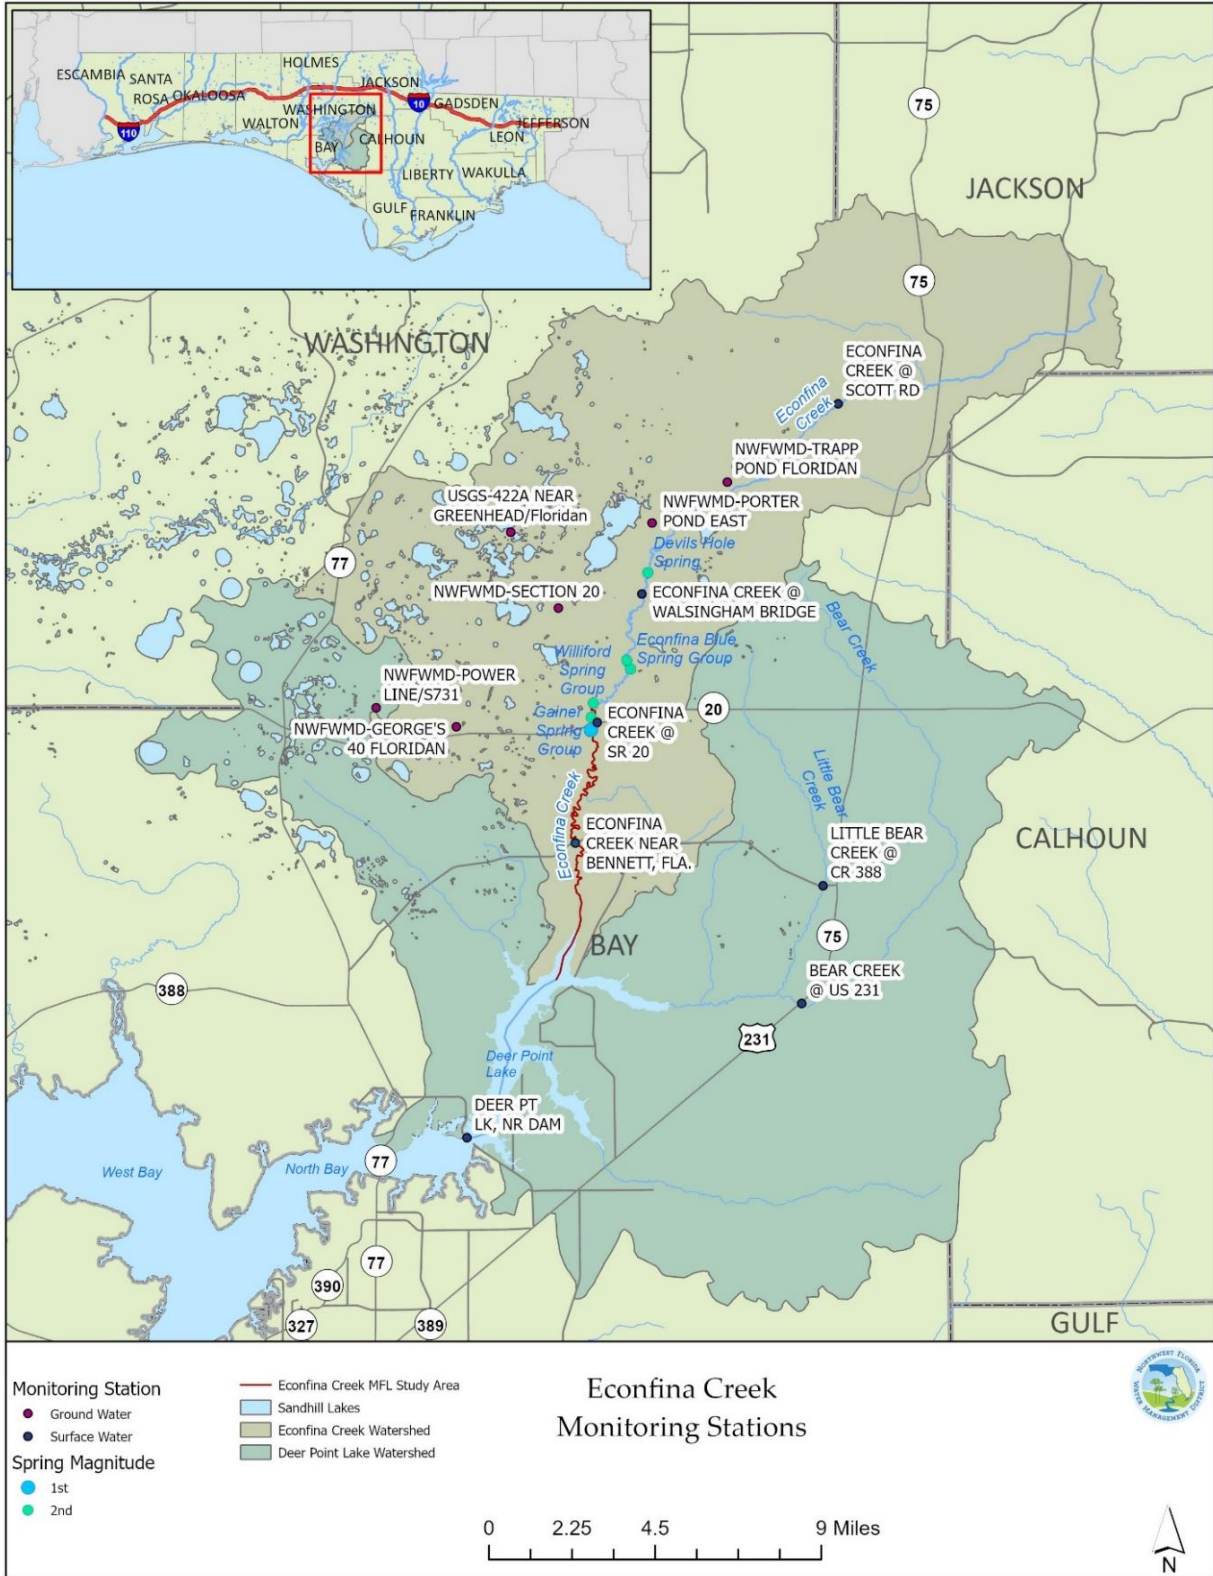 ESCAMBIA
SANTA
ROSA
OKALOOSA
HOLMES
WALTON
WASHINGTON
JACKSON
10
GADSDEN
JEFFERSON
LEON
110
BAY
CALHOUN
LIBERTY
WAKULLA
GULF
FRANKLIN
75
JACKSON
75
WASHINGTON
ECONFINA
CREEK @
SCOTT RD
Econfina
Creek
NWFWMD-TRAPP
POND FLORIDAN
USGS-422A NEAR
GREENHEAD/Floridan
NWFWMD-PORTER
POND EAST
Devils Hole
Spring
77
NWFWMD-SECTION 20
ECONFINA CREEK @
WALSINGHAM BRIDGE
Bear Creek
Econfina Blue
Spring Group
Williford
Spring
Group
NWFWMD-POWER
LINE/S731
NWFWMD-GEORGE'S
40 FLORIDAN
Gainer
Spring
Group
ECONFINA
CREEK @
SR 20
20
Little Bear
Creek
Econfina Creek
ECONFINA
CREEK NEAR
BENNETT, FLA.
LITTLE BEAR
CREEK @
CR 388
CALHOUN
75
BAY
BEAR CREEK
@ US 231
388
231
Deer Point
Lake
DEER PT
LK, NR DAM
West Bay
North Bay
77
77
390
327
389
GULF
Monitoring Station
Ground Water
Surface Water
Spring Magnitude
1st
2nd
Econfina Creek MFL Study Area
Sandhill Lakes
Econfina Creek Watershed
Deer Point Lake Watershed
Econfina Creek
Monitoring Stations
NORTHWEST FLORIDA
WATER MANAGEMENT DISTRICT
0 2.25 4.5 9 Miles
N